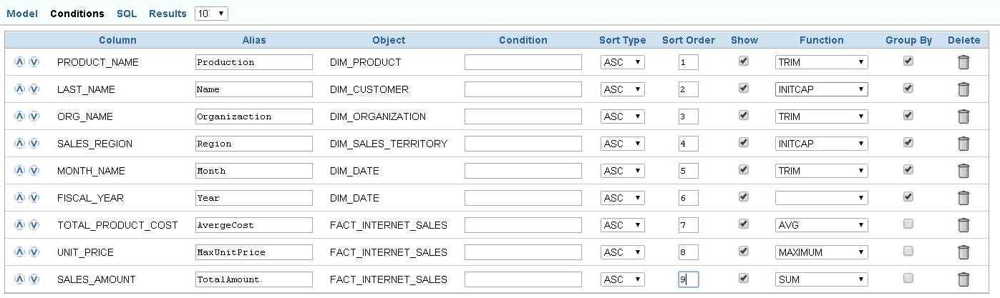 Model Conditions SQL Results 10
Column Alias Object Condition Sort Type Sort Order Show Function Group By Delete
PRODUCT_NAME Production DIM_PRODUCT ASC 1 TRIM
LAST_NAME Name DIM_CUSTOMER ASC 2 INITCAP
ORG_NAME Organizaction DIM_ORGANIZATION ASC 3 TRIM
SALES_REGION Region DIM_SALES_TERRITORY ASC 4 INITCAP
MONTH_NAME Month DIM_DATE ASC 5 TRIM
FISCAL_YEAR Year DIM_DATE ASC 6
TOTAL_PRODUCT_COST AvergeCost FACT_INTERNET_SALES ASC 7 AVG
UNIT_PRICE MaxUnitPrice FACT_INTERNET_SALES ASC 8 MAXIMUM
SALES_AMOUNT TotalAmount FACT_INTERNET_SALES ASC 9 SUM